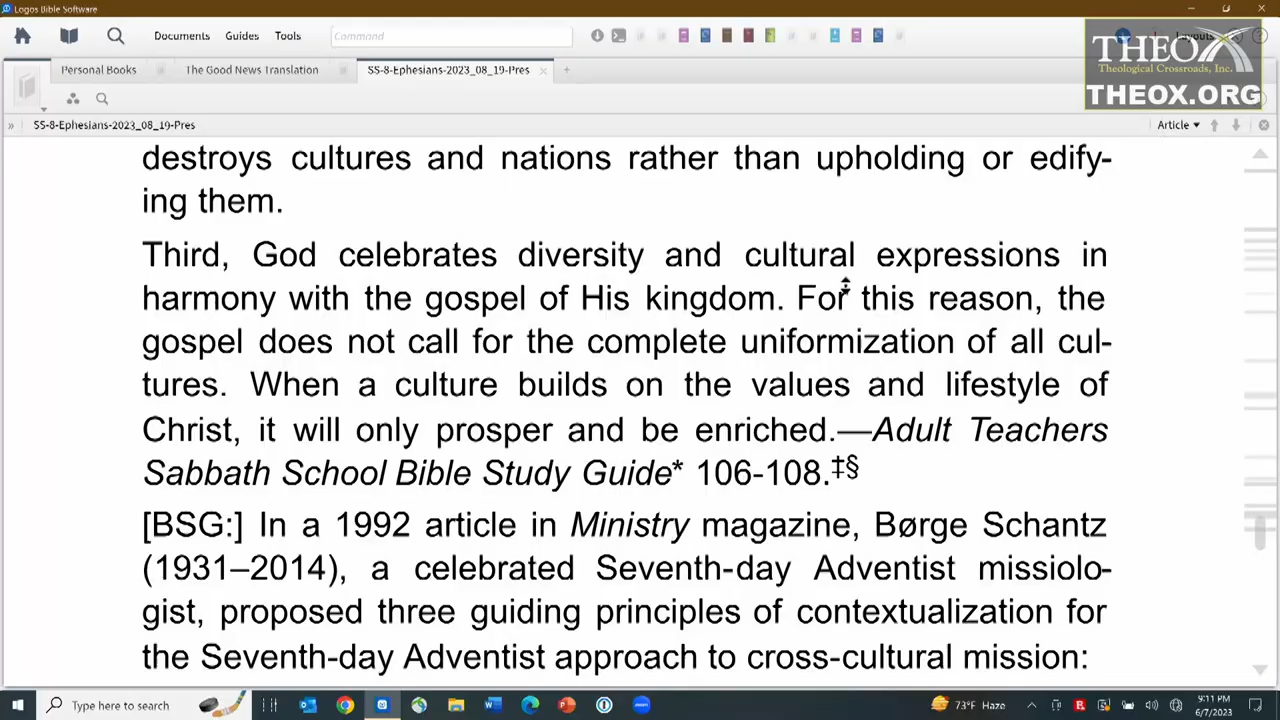 Logos Bible Software
Documents Guides Tools Command Layouts
THEOX
Theological Crossroads, Inc.
THEOX.ORG
Personal Books The Good News Translation SS-8-Ephesians-2023_08_19-Pres
SS-8-Ephesians-2023_08_19-Pres Article
destroys cultures and nations rather than upholding or edify-
ing them.
Third, God celebrates diversity and cultural expressions in
harmony with the gospel of His kingdom. For this reason, the
gospel does not call for the complete uniformization of all cul-
tures. When a culture builds on the values and lifestyle of
Christ, it will only prosper and be enriched.—Adult Teachers
Sabbath School Bible Study Guide* 106-108.‡§
[BSG:] In a 1992 article in Ministry magazine, Børge Schantz
(1931–2014), a celebrated Seventh-day Adventist missiolo-
gist, proposed three guiding principles of contextualization for
the Seventh-day Adventist approach to cross-cultural mission:
Type here to search 73°F Haze 9:11 PM
6/7/2023